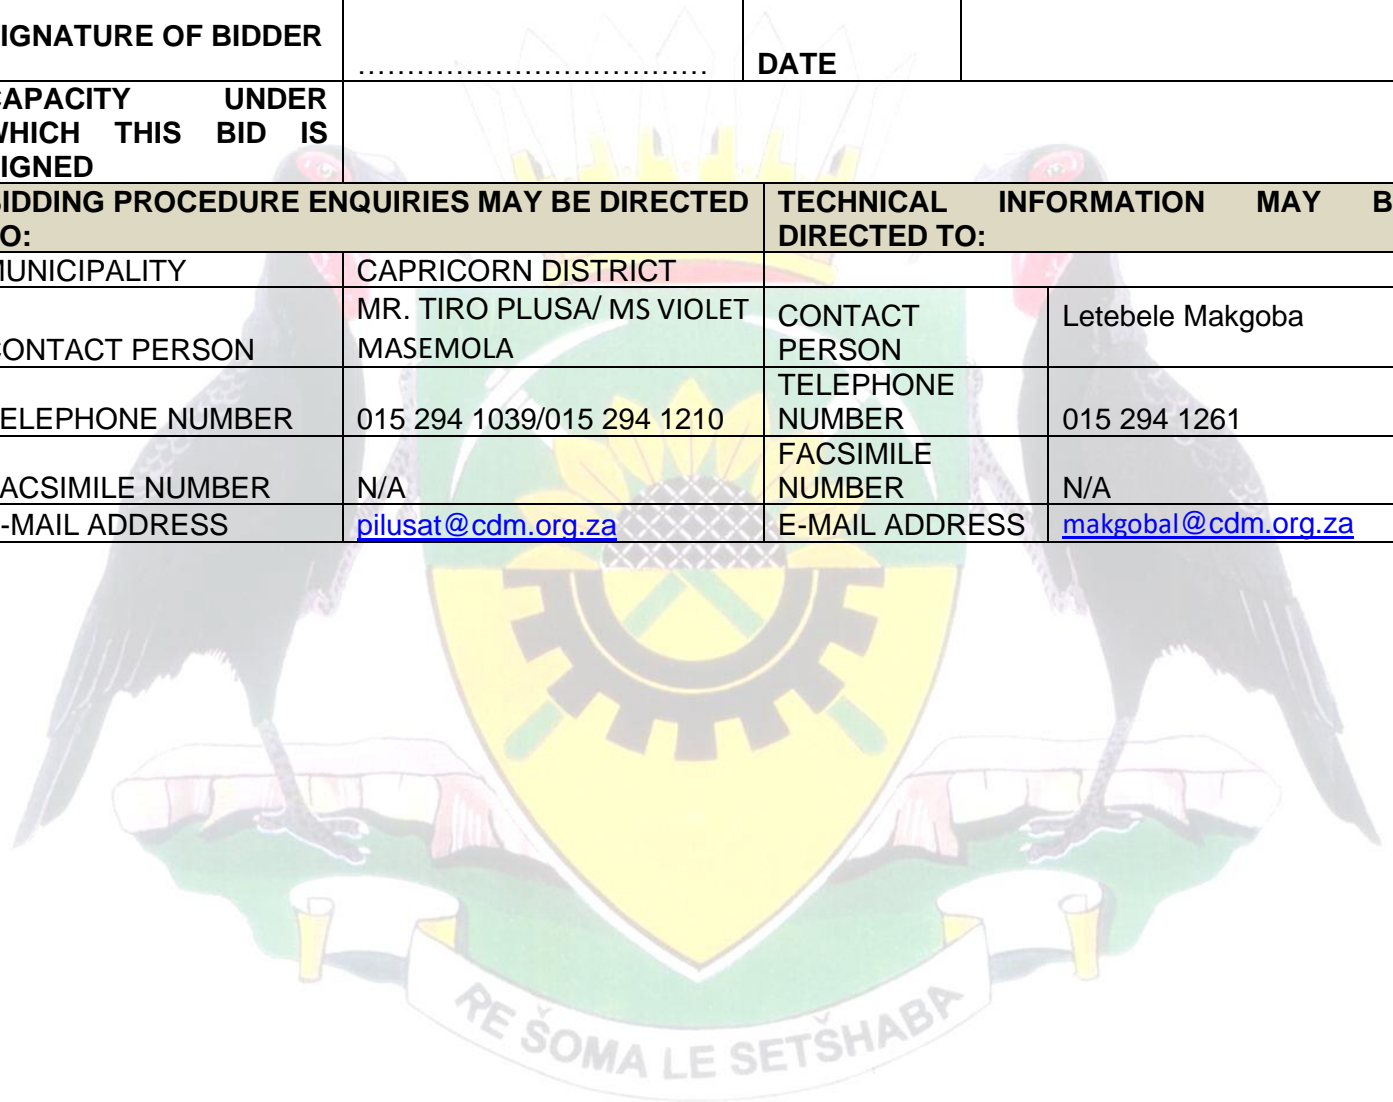 IGNATURE OF BIDDER
……………………………… DATE
CAPACITY UNDER
WHICH THIS BID IS
IGNED
BIDDING PROCEDURE ENQUIRIES MAY BE DIRECTED
O:
TECHNICAL INFORMATION MAY B
DIRECTED TO:
MUNICIPALITY CAPRICORN DISTRICT
CONTACT PERSON
MR. TIRO PLUSA/ MS VIOLET
MASEMOLA
CONTACT
PERSON
Letebele Makgoba
ELEPHONE NUMBER 015 294 1039/015 294 1210
TELEPHONE
NUMBER
015 294 1261
ACSIMILE NUMBER N/A
FACSIMILE
NUMBER
N/A
-MAIL ADDRESS pilusat@cdm.org.za E-MAIL ADDRESS makgobal@cdm.org.za
RE ŠOMA LE SETŠHABA